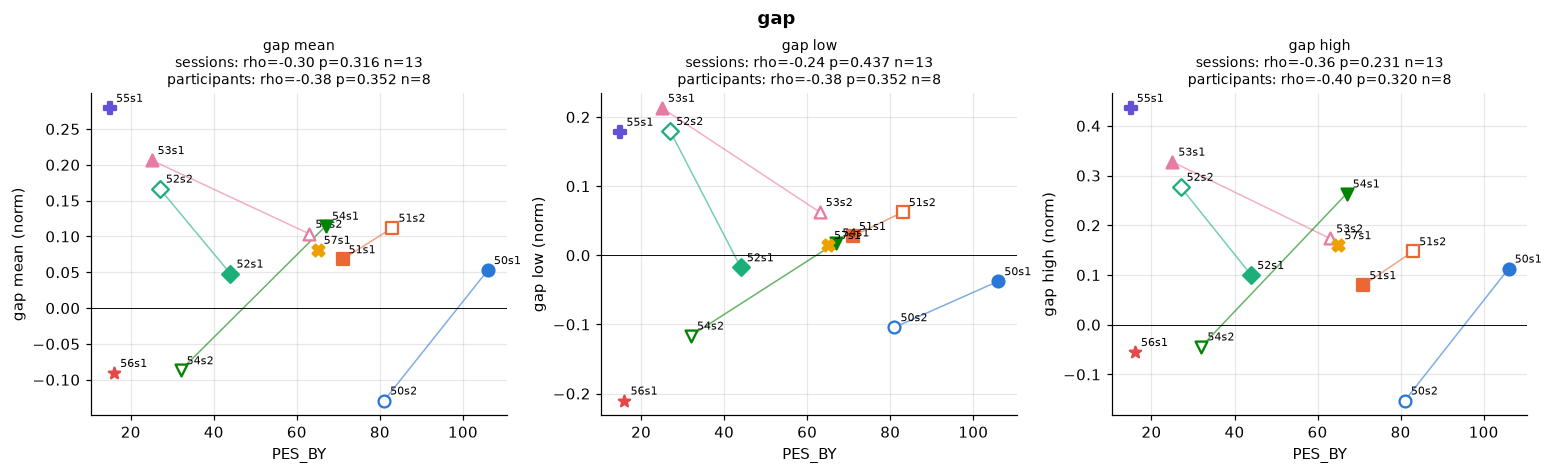 gap
gap mean
sessions: rho=-0.30 p=0.316 n=13
participants: rho=-0.38 p=0.352 n=8
gap mean (norm)
0.25
0.20
0.15
0.10
0.05
0.00
−0.05
−0.10
55s1
53s1
52s2
54s1
53s2
51s2
57s1
51s1
52s1
50s1
56s1
54s2
50s2
20
40
60
80
100
PES_BY
gap low
sessions: rho=-0.24 p=0.437 n=13
participants: rho=-0.38 p=0.352 n=8
gap low (norm)
0.2
0.1
0.0
−0.1
−0.2
53s1
55s1
52s2
53s2
51s2
51s1
57s1
52s1
50s1
50s2
54s2
56s1
20
40
60
80
100
PES_BY
gap high
sessions: rho=-0.36 p=0.231 n=13
participants: rho=-0.40 p=0.320 n=8
gap high (norm)
0.4
0.3
0.2
0.1
0.0
−0.1
55s1
53s1
52s2
54s1
53s2
57s1
51s2
52s1
51s1
50s1
56s1
54s2
50s2
20
40
60
80
100
PES_BY